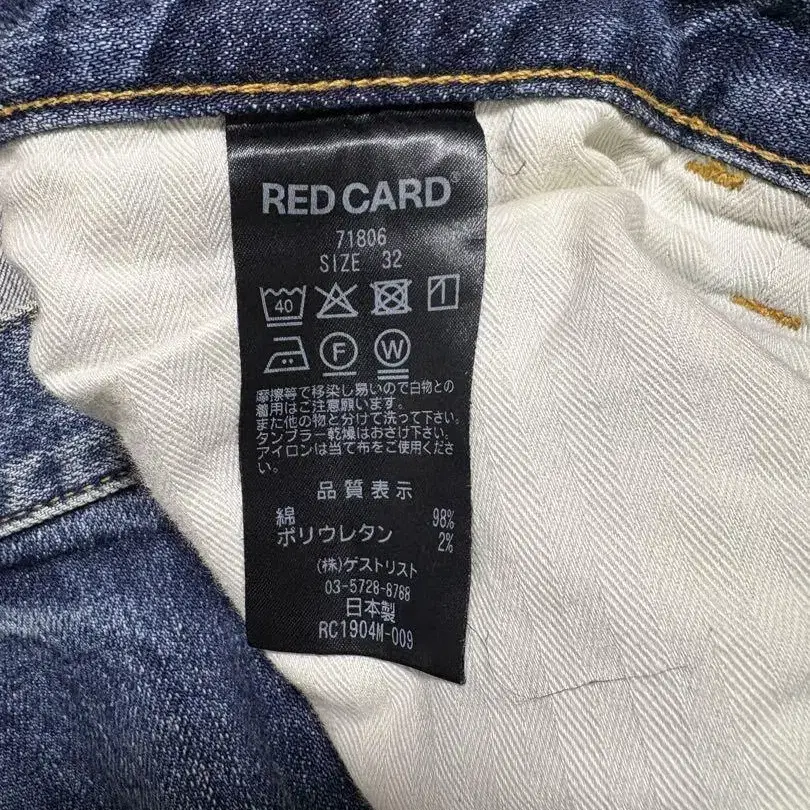 RED CARD®
71806
SIZE 32
40
F W
摩擦等で移染し易いので白物との
着用はご注意願います。
また他の物と分けて洗って下さい。
タンブラー乾燥はおさけ下さい。
アイロンは当て布をご使用くださ
い。
品質表示
綿 98%
ポリウレタン 2%
(株)ゲストリスト
03-5728-8788
日本製
RC1904M-009